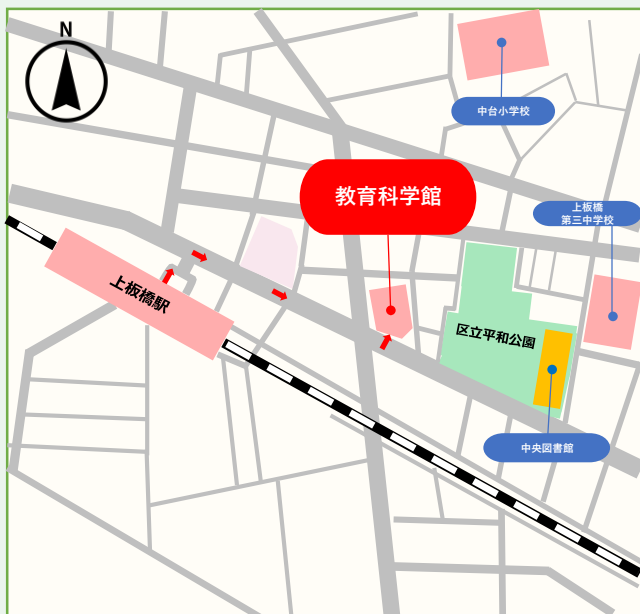 N
中台小学校
教育科学館
上板橋
第三中学校
上板橋駅
区立平和公園
中央図書館